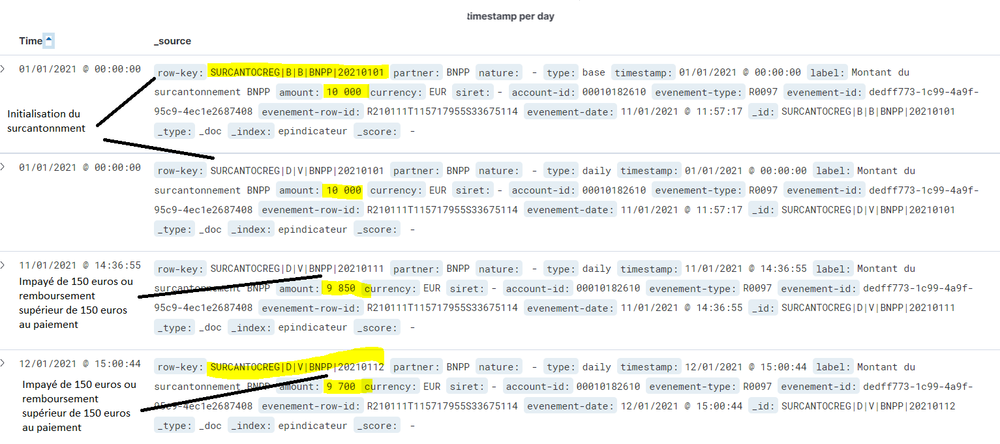 timestamp per day
Time _source
01/01/2021 @ 00:00:00 row-key: SURCANTOCREG|B|B|BNPP|20210101 partner: BNPP nature: - type: base timestamp: 01/01/2021 @ 00:00:00 label: Montant du
surcantonnement BNPP amount: 10 000 currency: EUR siret: - account-id: 00010182610 evenement-type: R0097 evenement-id: dedff773-1c99-4a9f-
95c9-4ec1e2687408 evenement-row-id: R210111T115717955S33675114 evenement-date: 11/01/2021 @ 11:57:17 _id: SURCANTOCREG|B|B|BNPP|20210101
_type: _doc _index: epindicateur _score: -
Initialisation du
surcantonnment
01/01/2021 @ 00:00:00 row-key: SURCANTOCREG|D|V|BNPP|20210101 partner: BNPP nature: - type: daily timestamp: 01/01/2021 @ 00:00:00 label: Montant du
surcantonnement BNPP amount: 10 000 currency: EUR siret: - account-id: 00010182610 evenement-type: R0097 evenement-id: dedff773-1c99-4a9f-
95c9-4ec1e2687408 evenement-row-id: R210111T115717955S33675114 evenement-date: 11/01/2021 @ 11:57:17 _id: SURCANTOCREG|D|V|BNPP|20210101
_type: _doc _index: epindicateur _score: -
11/01/2021 @ 14:36:55 row-key: SURCANTOCREG|D|V|BNPP|20210111 partner: BNPP nature: - type: daily timestamp: 11/01/2021 @ 14:36:55 label: Montant du
surcantonnement BNPP amount: 9 850 currency: EUR siret: - account-id: 00010182610 evenement-type: R0097 evenement-id: dedff773-1c99-4a9f-
95c9-4ec1e2687408 evenement-row-id: R210111T115717955S33675114 evenement-date: 11/01/2021 @ 14:36:55 _id: SURCANTOCREG|D|V|BNPP|20210111
_type: _doc _index: epindicateur _score: -
Impayé de 150 euros ou
remboursement
supérieur de 150 euros
au paiement
12/01/2021 @ 15:00:44 row-key: SURCANTOCREG|D|V|BNPP|20210112 partner: BNPP nature: - type: daily timestamp: 12/01/2021 @ 15:00:44 label: Montant du
surcantonnement BNPP amount: 9 700 currency: EUR siret: - account-id: 00010182610 evenement-type: R0097 evenement-id: dedff773-1c99-4a9f-
95c9-4ec1e2687408 evenement-row-id: R210111T115717955S33675114 evenement-date: 12/01/2021 @ 15:00:44 _id: SURCANTOCREG|D|V|BNPP|20210112
_type: _doc _index: epindicateur _score: -
Impayé de 150 euros ou
remboursement
supérieur de 150 euros
au paiement